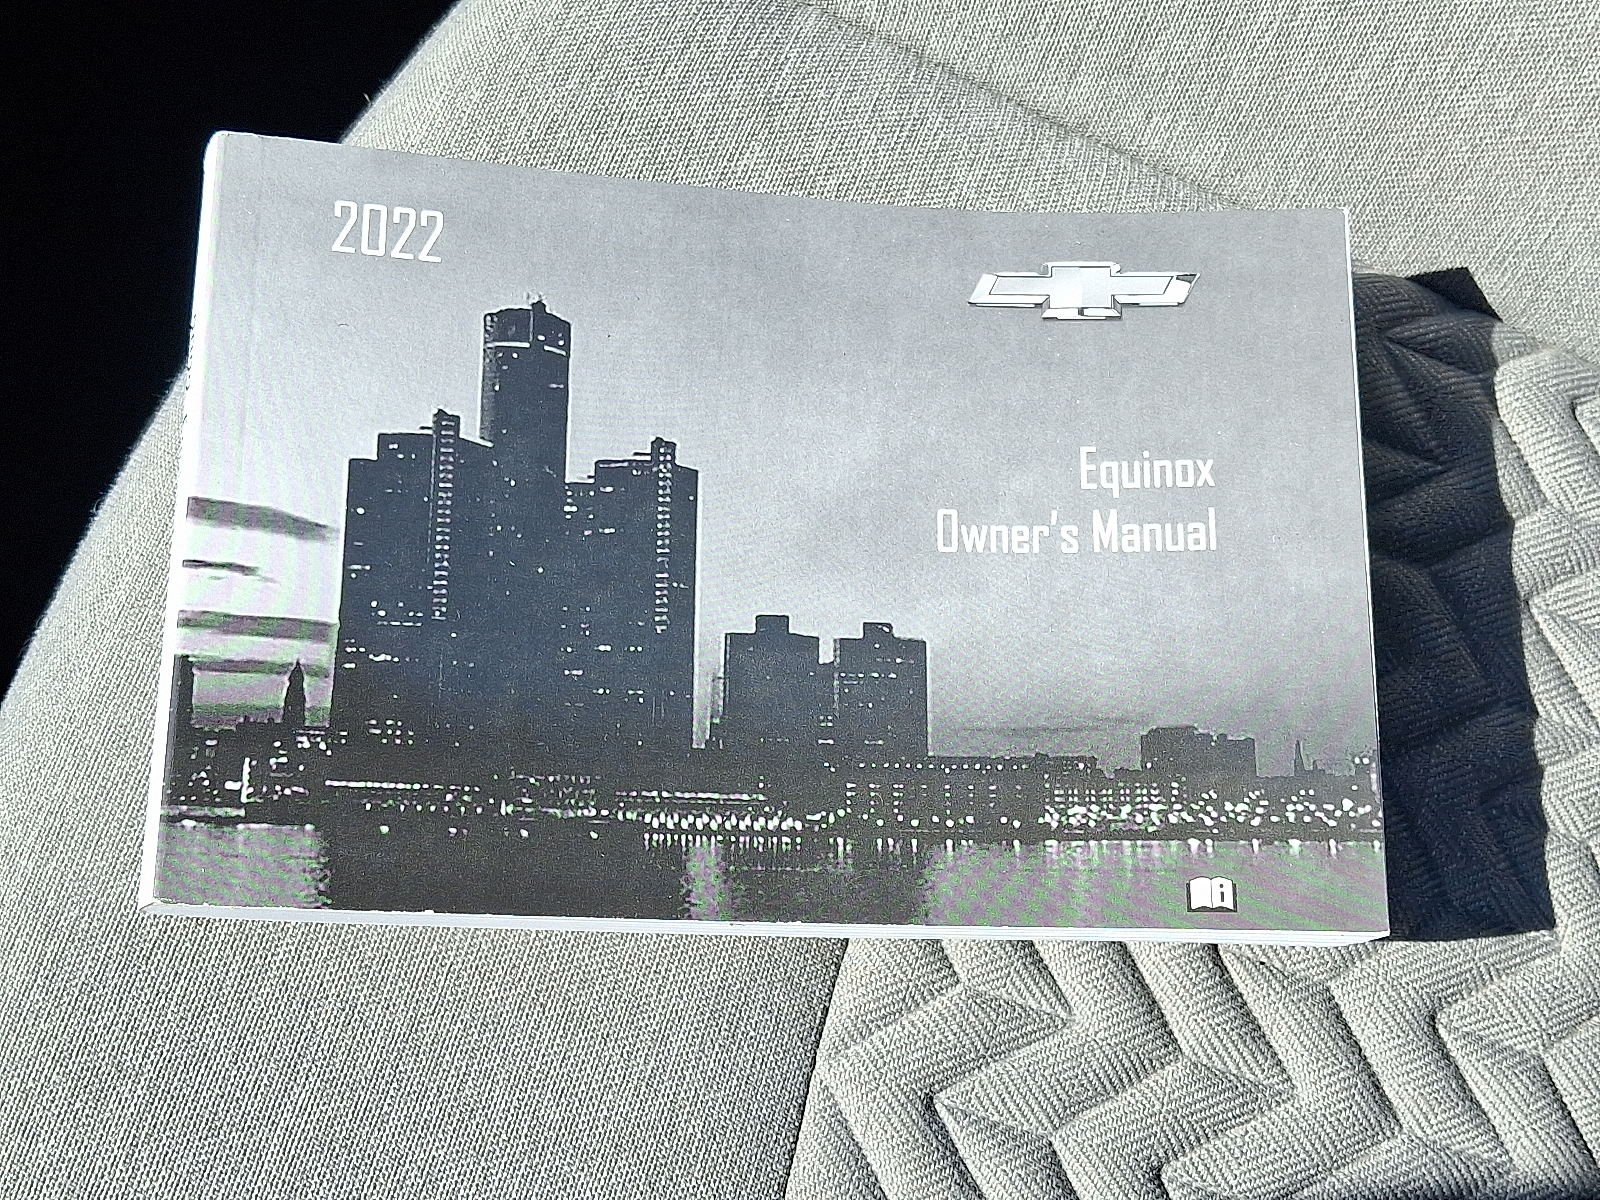 2022
Equinox
Owner's Manual